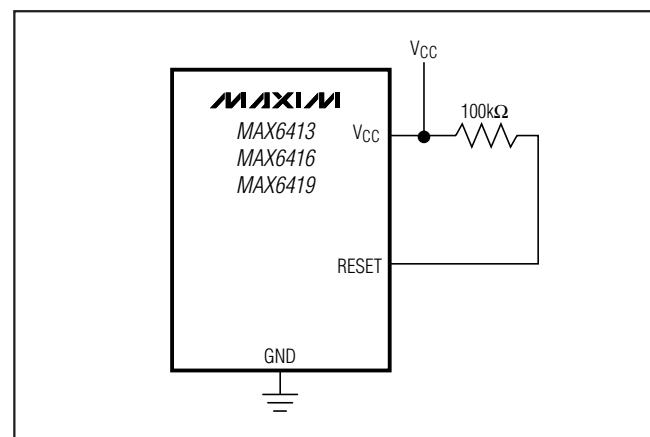 VCC
MAXIM
100kΩ
MAX6413
VCC
MAX6416
MAX6419
RESET
GND